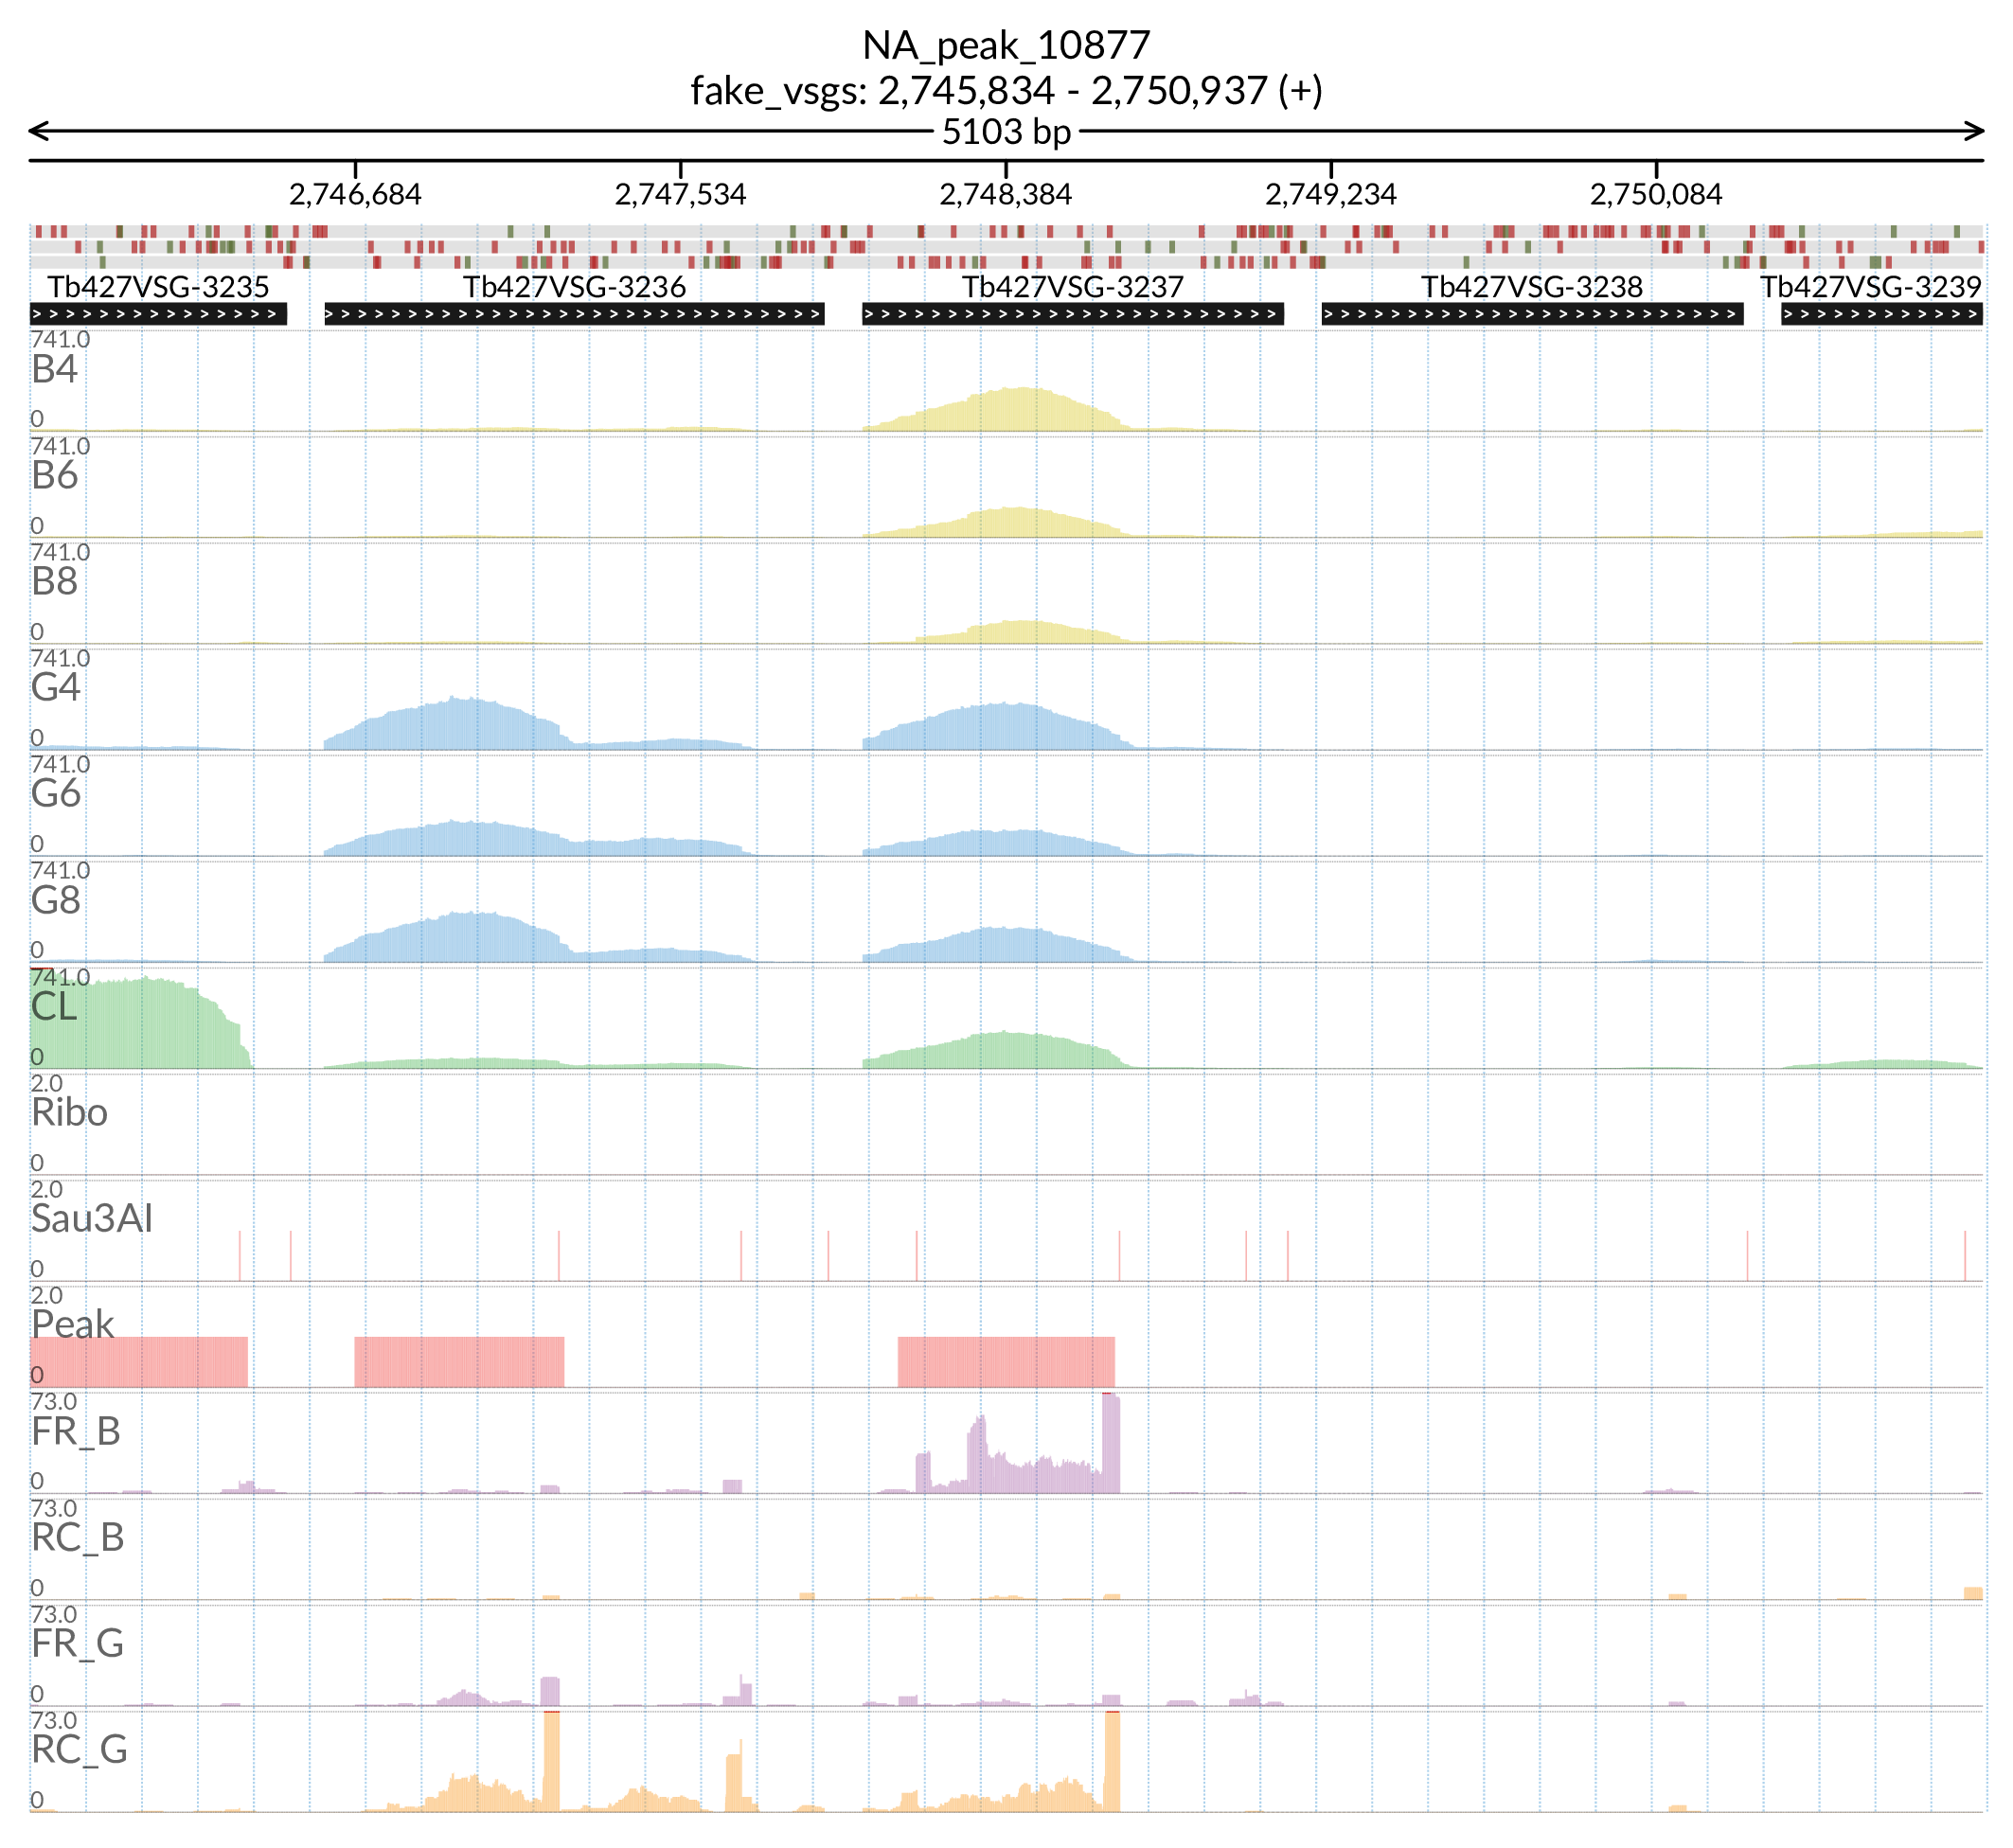 NA_peak_10877
fake_vsgs: 2,745,834 - 2,750,937 (+)
5103 bp
2,746,684 2,747,534 2,748,384 2,749,234 2,750,084
Tb427VSG-3235 Tb427VSG-3236 Tb427VSG-3237 Tb427VSG-3238 Tb427VSG-3239
741.0
B4
0
741.0
B6
0
741.0
B8
0
741.0
G4
0
741.0
G6
0
741.0
G8
0
741.0
CL
0
2.0
Ribo
0
2.0
Sau3AI
0
2.0
Peak
0
73.0
FR_B
0
73.0
RC_B
0
73.0
FR_G
0
73.0
RC_G
0